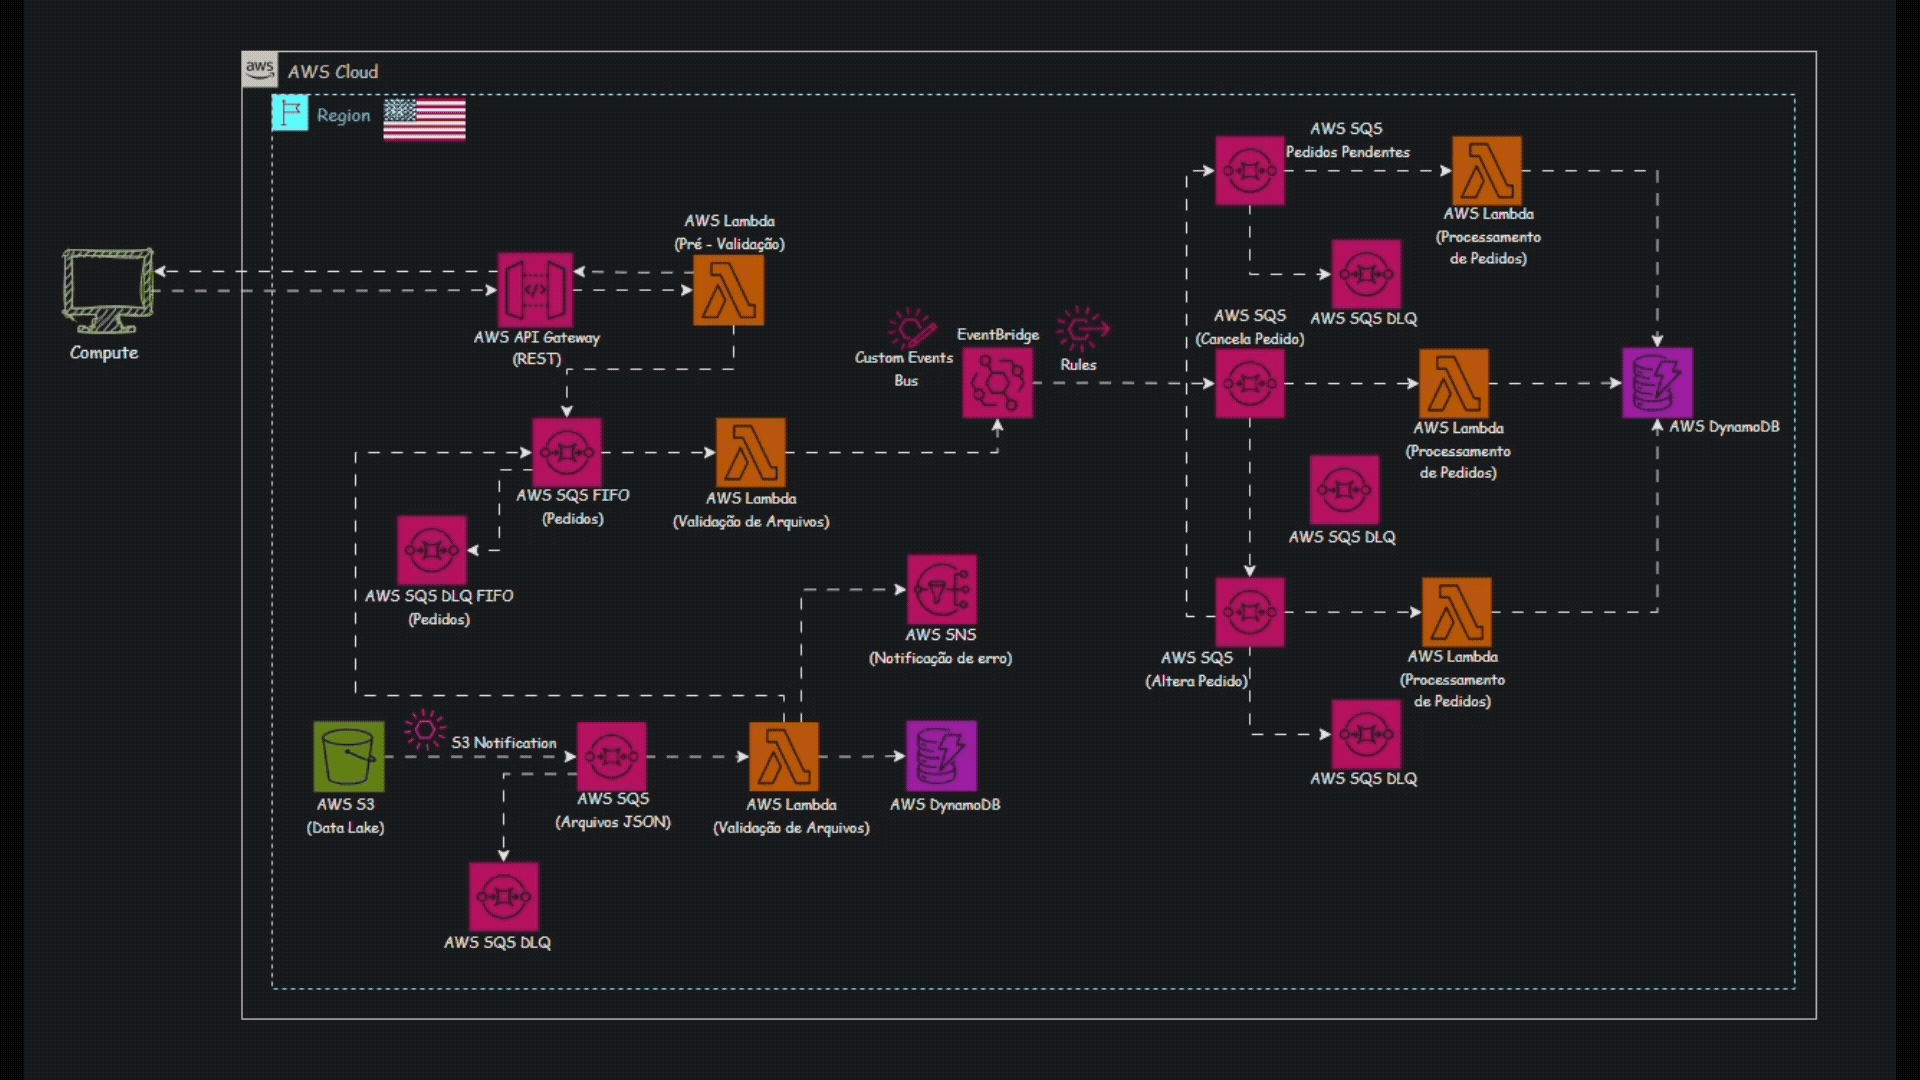 aws
AWS Cloud
Region
AWS SQS
Pedidos Pendentes
AWS Lambda
(Processamento
de Pedidos)
AWS SQS DLQ
AWS Lambda
(Pré - Validação)
Compute
AWS API Gateway
(REST)
Custom Events
Bus
EventBridge
Rules
AWS SQS
(Cancela Pedido)
AWS Lambda
(Processamento
de Pedidos)
AWS DynamoDB
AWS SQS DLQ
AWS SQS FIFO
(Pedidos)
AWS Lambda
(Validação de Arquivos)
AWS SQS DLQ FIFO
(Pedidos)
AWS SNS
(Notificação de erro)
AWS SQS
(Altera Pedido)
AWS Lambda
(Processamento
de Pedidos)
AWS SQS DLQ
S3 Notification
AWS S3
(Data Lake)
AWS SQS
(Arquivos JSON)
AWS Lambda
(Validação de Arquivos)
AWS DynamoDB
AWS SQS DLQ